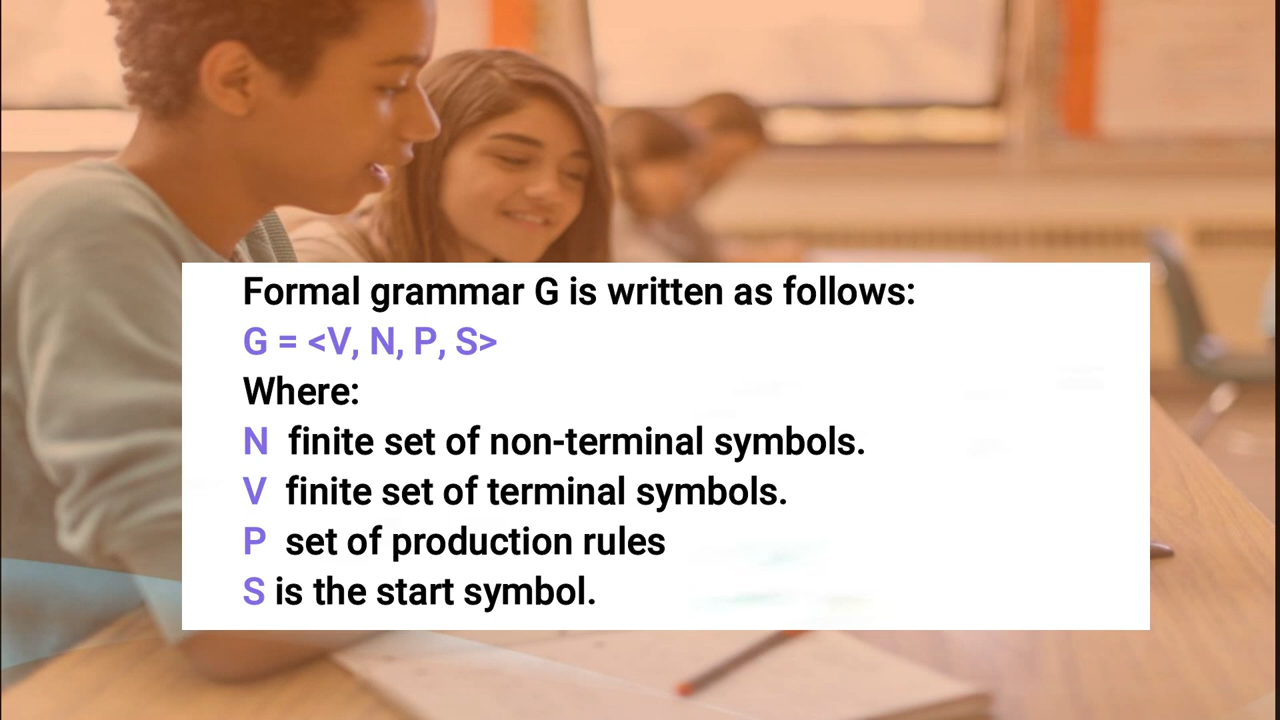 Formal grammar G is written as follows:
G = <V, N, P, S>
Where:
N finite set of non-terminal symbols.
V finite set of terminal symbols.
P set of production rules
S is the start symbol.